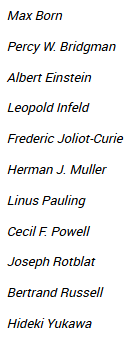 Max Born
Percy W. Bridgman
Albert Einstein
Leopold Infeld
Frederic Joliot-Curie
Herman J. Muller
Linus Pauling
Cecil F. Powell
Joseph Rotblat
Bertrand Russell
Hideki Yukawa